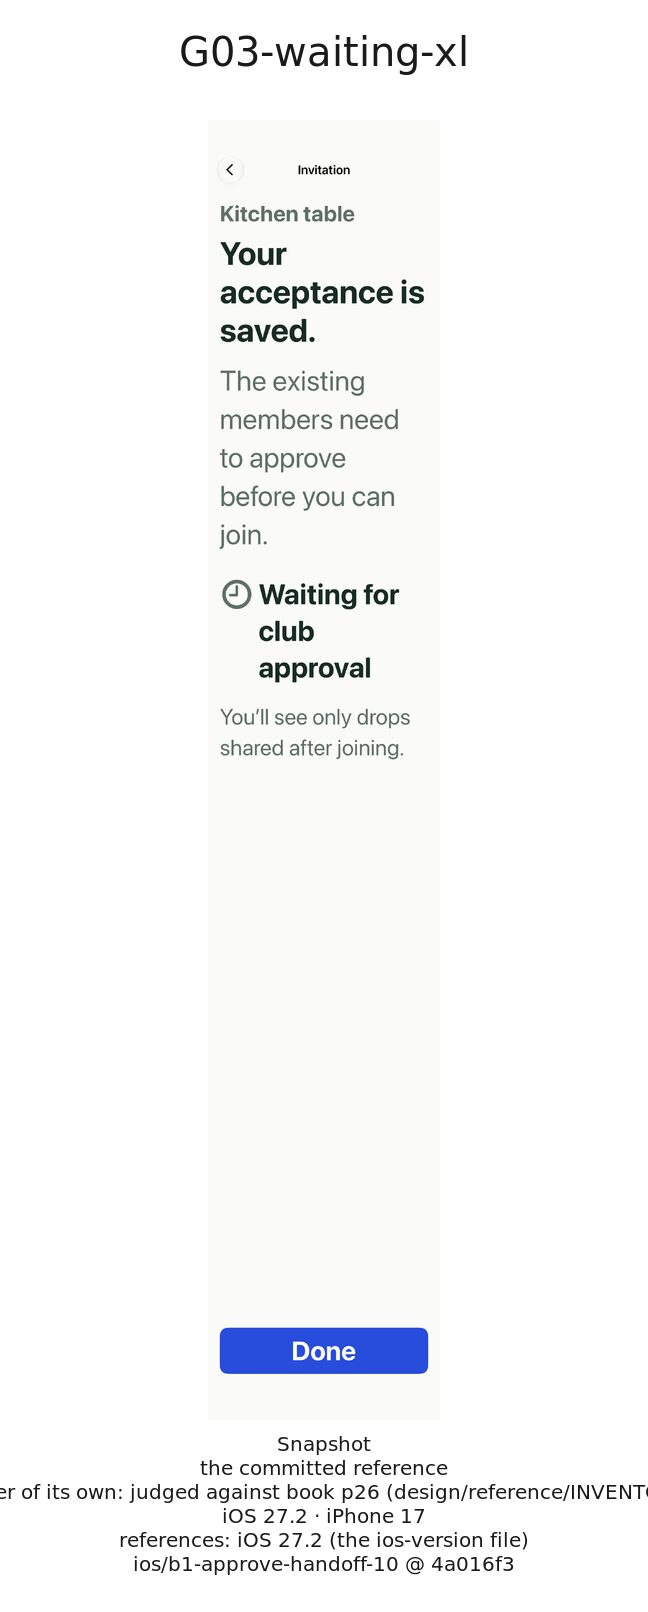 G03-waiting-xl
Invitation
Kitchen table
Your
acceptance is
saved.
The existing
members need
to approve
before you can
join.
Waiting for
club
approval
You’ll see only drops
shared after joining.
Done
Snapshot
the committed reference
of its own: judged against book p26
iOS 27.2 · iPhone 17
references: iOS 27.2 (the ios-version file)
ios/b1-approve-handoff-10 @ 4a016f3